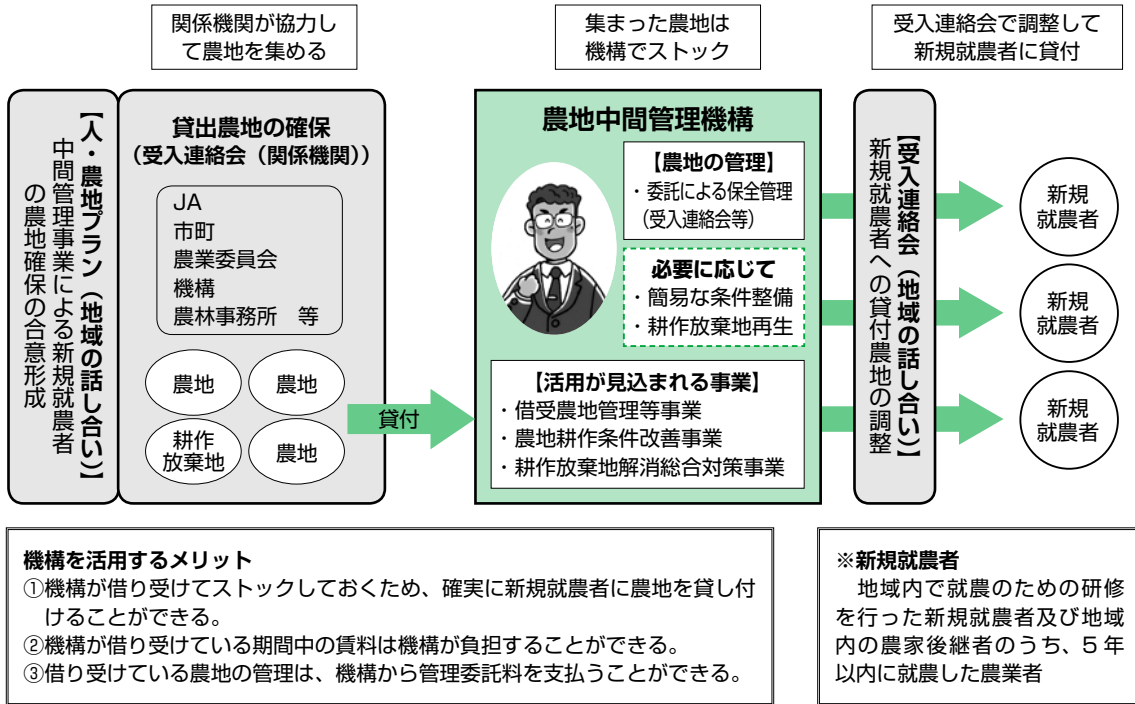 関係機関が協力し
て農地を集める
集まった農地は
機構でストック
受入連絡会で調整して
新規就農者に貸付
【人・農地プラン（地域の話し合い）】
中間管理事業による新規就農者
の農地確保の合意形成
貸出農地の確保
（受入連絡会（関係機関））
JA
市町
農業委員会
機構
農林事務所　等
農地
農地
耕作
放棄地
農地
貸付
農地中間管理機構
【農地の管理】
・委託による保全管理
（受入連絡会等）
必要に応じて
・簡易な条件整備
・耕作放棄地再生
【活用が見込まれる事業】
・借受農地管理等事業
・農地耕作条件改善事業
・耕作放棄地解消総合対策事業
【受入連絡会（地域の話し合い）】
新規就農者への貸付農地の調整
新規
就農者
新規
就農者
新規
就農者
機構を活用するメリット
①機構が借り受けてストックしておくため、確実に新規就農者に農地を貸し付
けることができる。
②機構が借り受けている期間中の賃料は機構が負担することができる。
③借り受けている農地の管理は、機構から管理委託料を支払うことができる。
※新規就農者
地域内で就農のための研修
を行った新規就農者及び地域
内の農家後継者のうち、５年
以内に就農した農業者